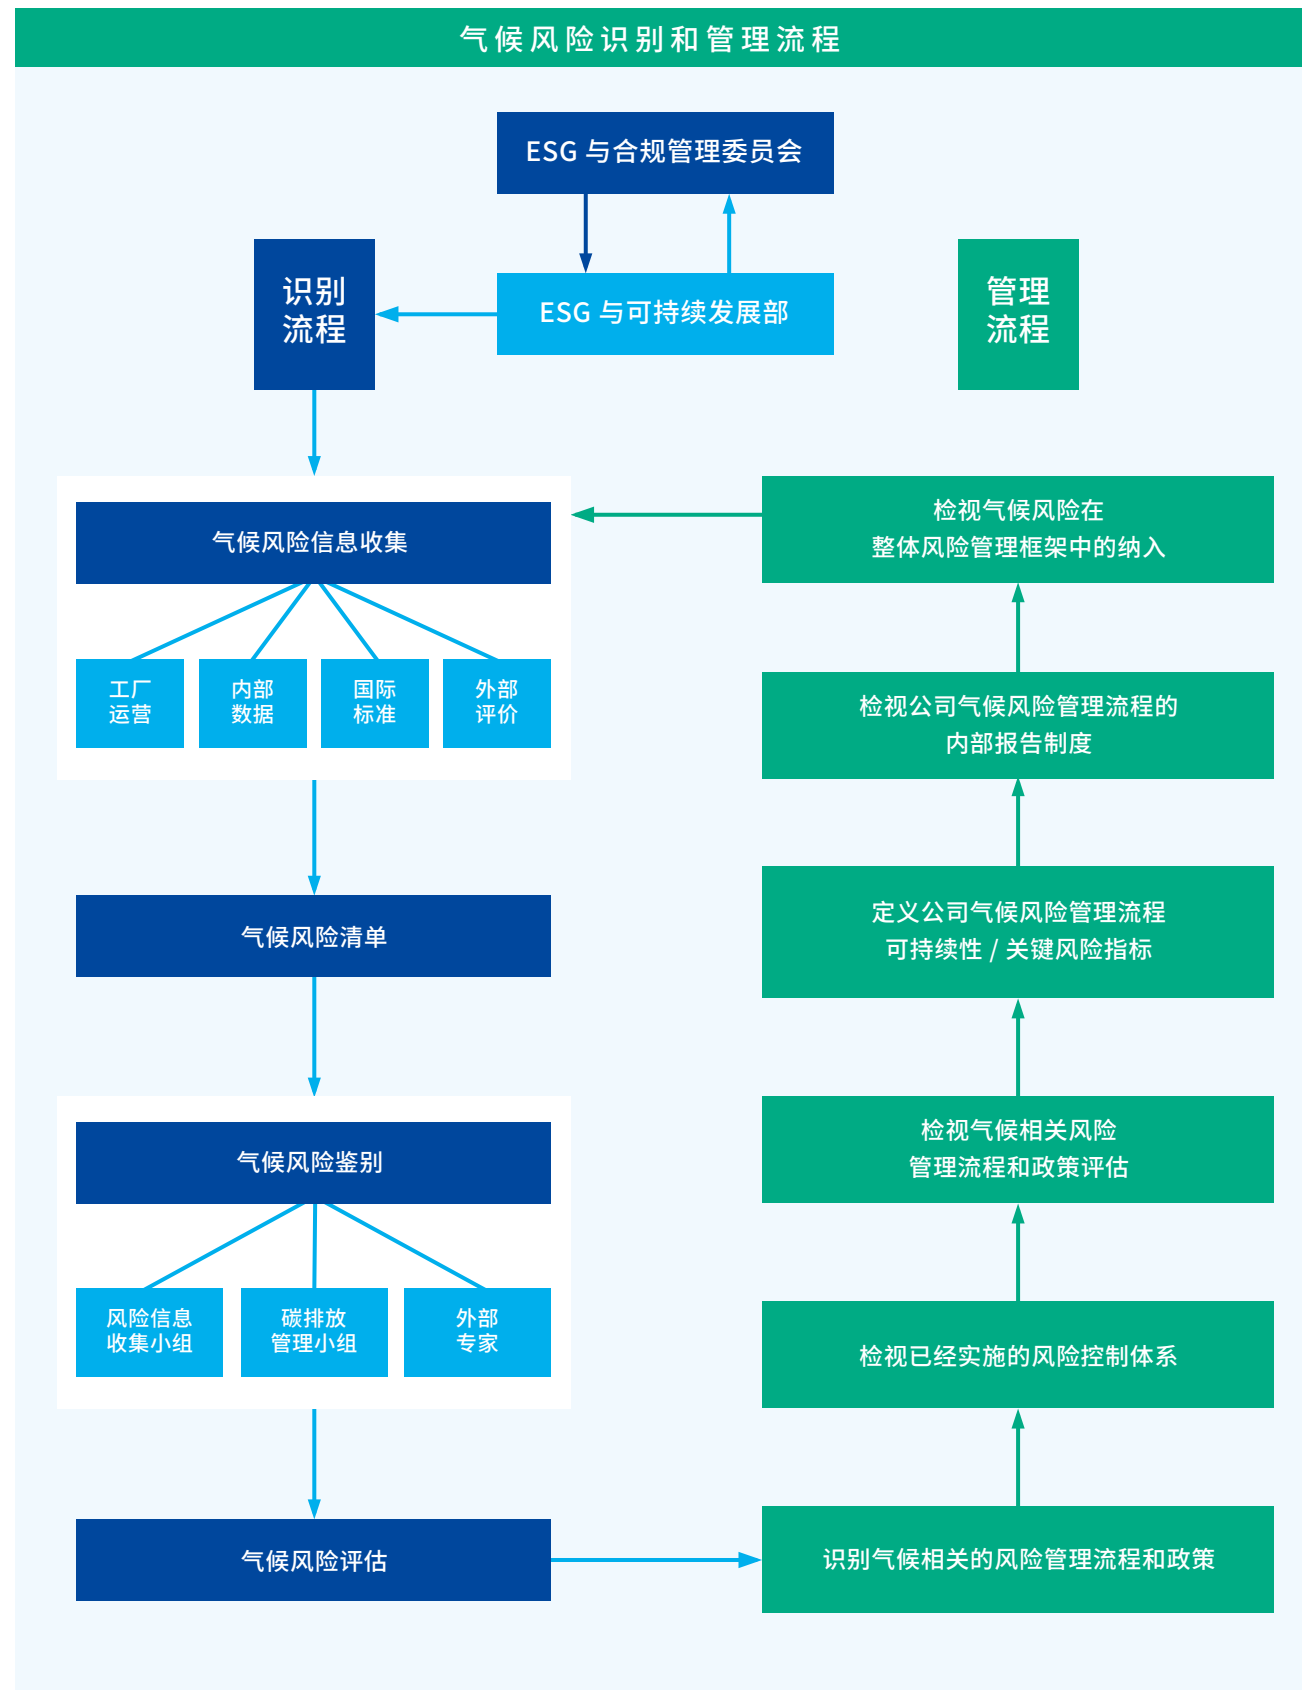 气候风险识别和管理流程
ESG 与合规管理委员会
ESG 与可持续发展部
识别
流程
管理
流程
气候风险信息收集
工厂
运营
内部
数据
国际
标准
外部
评价
气候风险清单
气候风险鉴别
风险信息
收集小组
碳排放
管理小组
外部
专家
气候风险评估
检视气候风险在
整体风险管理框架中的纳入
检视公司气候风险管理流程的
内部报告制度
定义公司气候风险管理流程
可持续性 / 关键风险指标
检视气候相关风险
管理流程和政策评估
检视已经实施的风险控制体系
识别气候相关的风险管理流程和政策